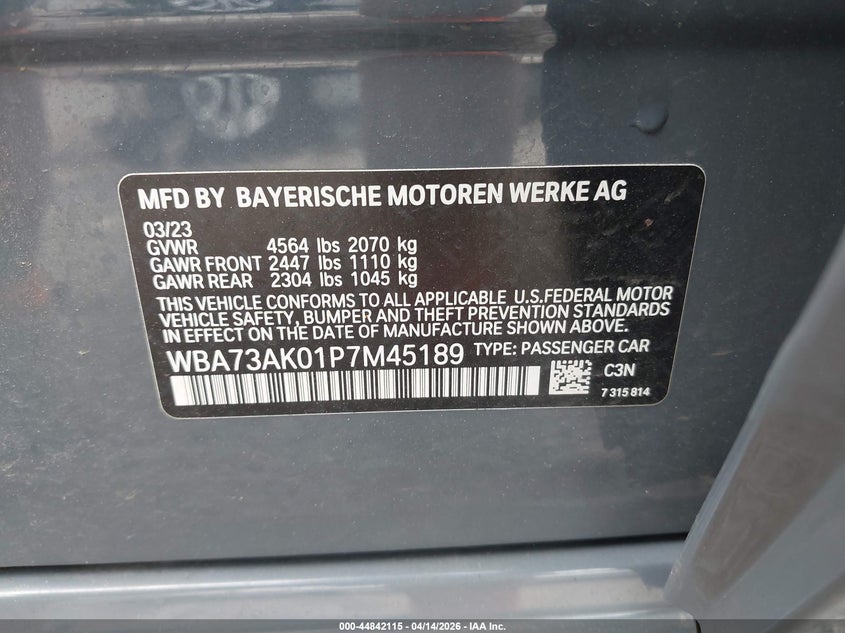 MFD BY BAYERISCHE MOTOREN WERKE AG
03/23
GVWR 4564 lbs 2070 kg
GAWR FRONT 2447 lbs 1110 kg
GAWR REAR 2304 lbs 1045 kg
THIS VEHICLE CONFORMS TO ALL APPLICABLE U.S.FEDERAL MOTOR
VEHICLE SAFETY, BUMPER AND THEFT PREVENTION STANDARDS
IN EFFECT ON THE DATE OF MANUFACTURE SHOWN ABOVE.
WBA73AK01P7M45189 TYPE: PASSENGER CAR
C3N
7 315 814
000-44842115 - 04/14/2026 - IAA Inc.